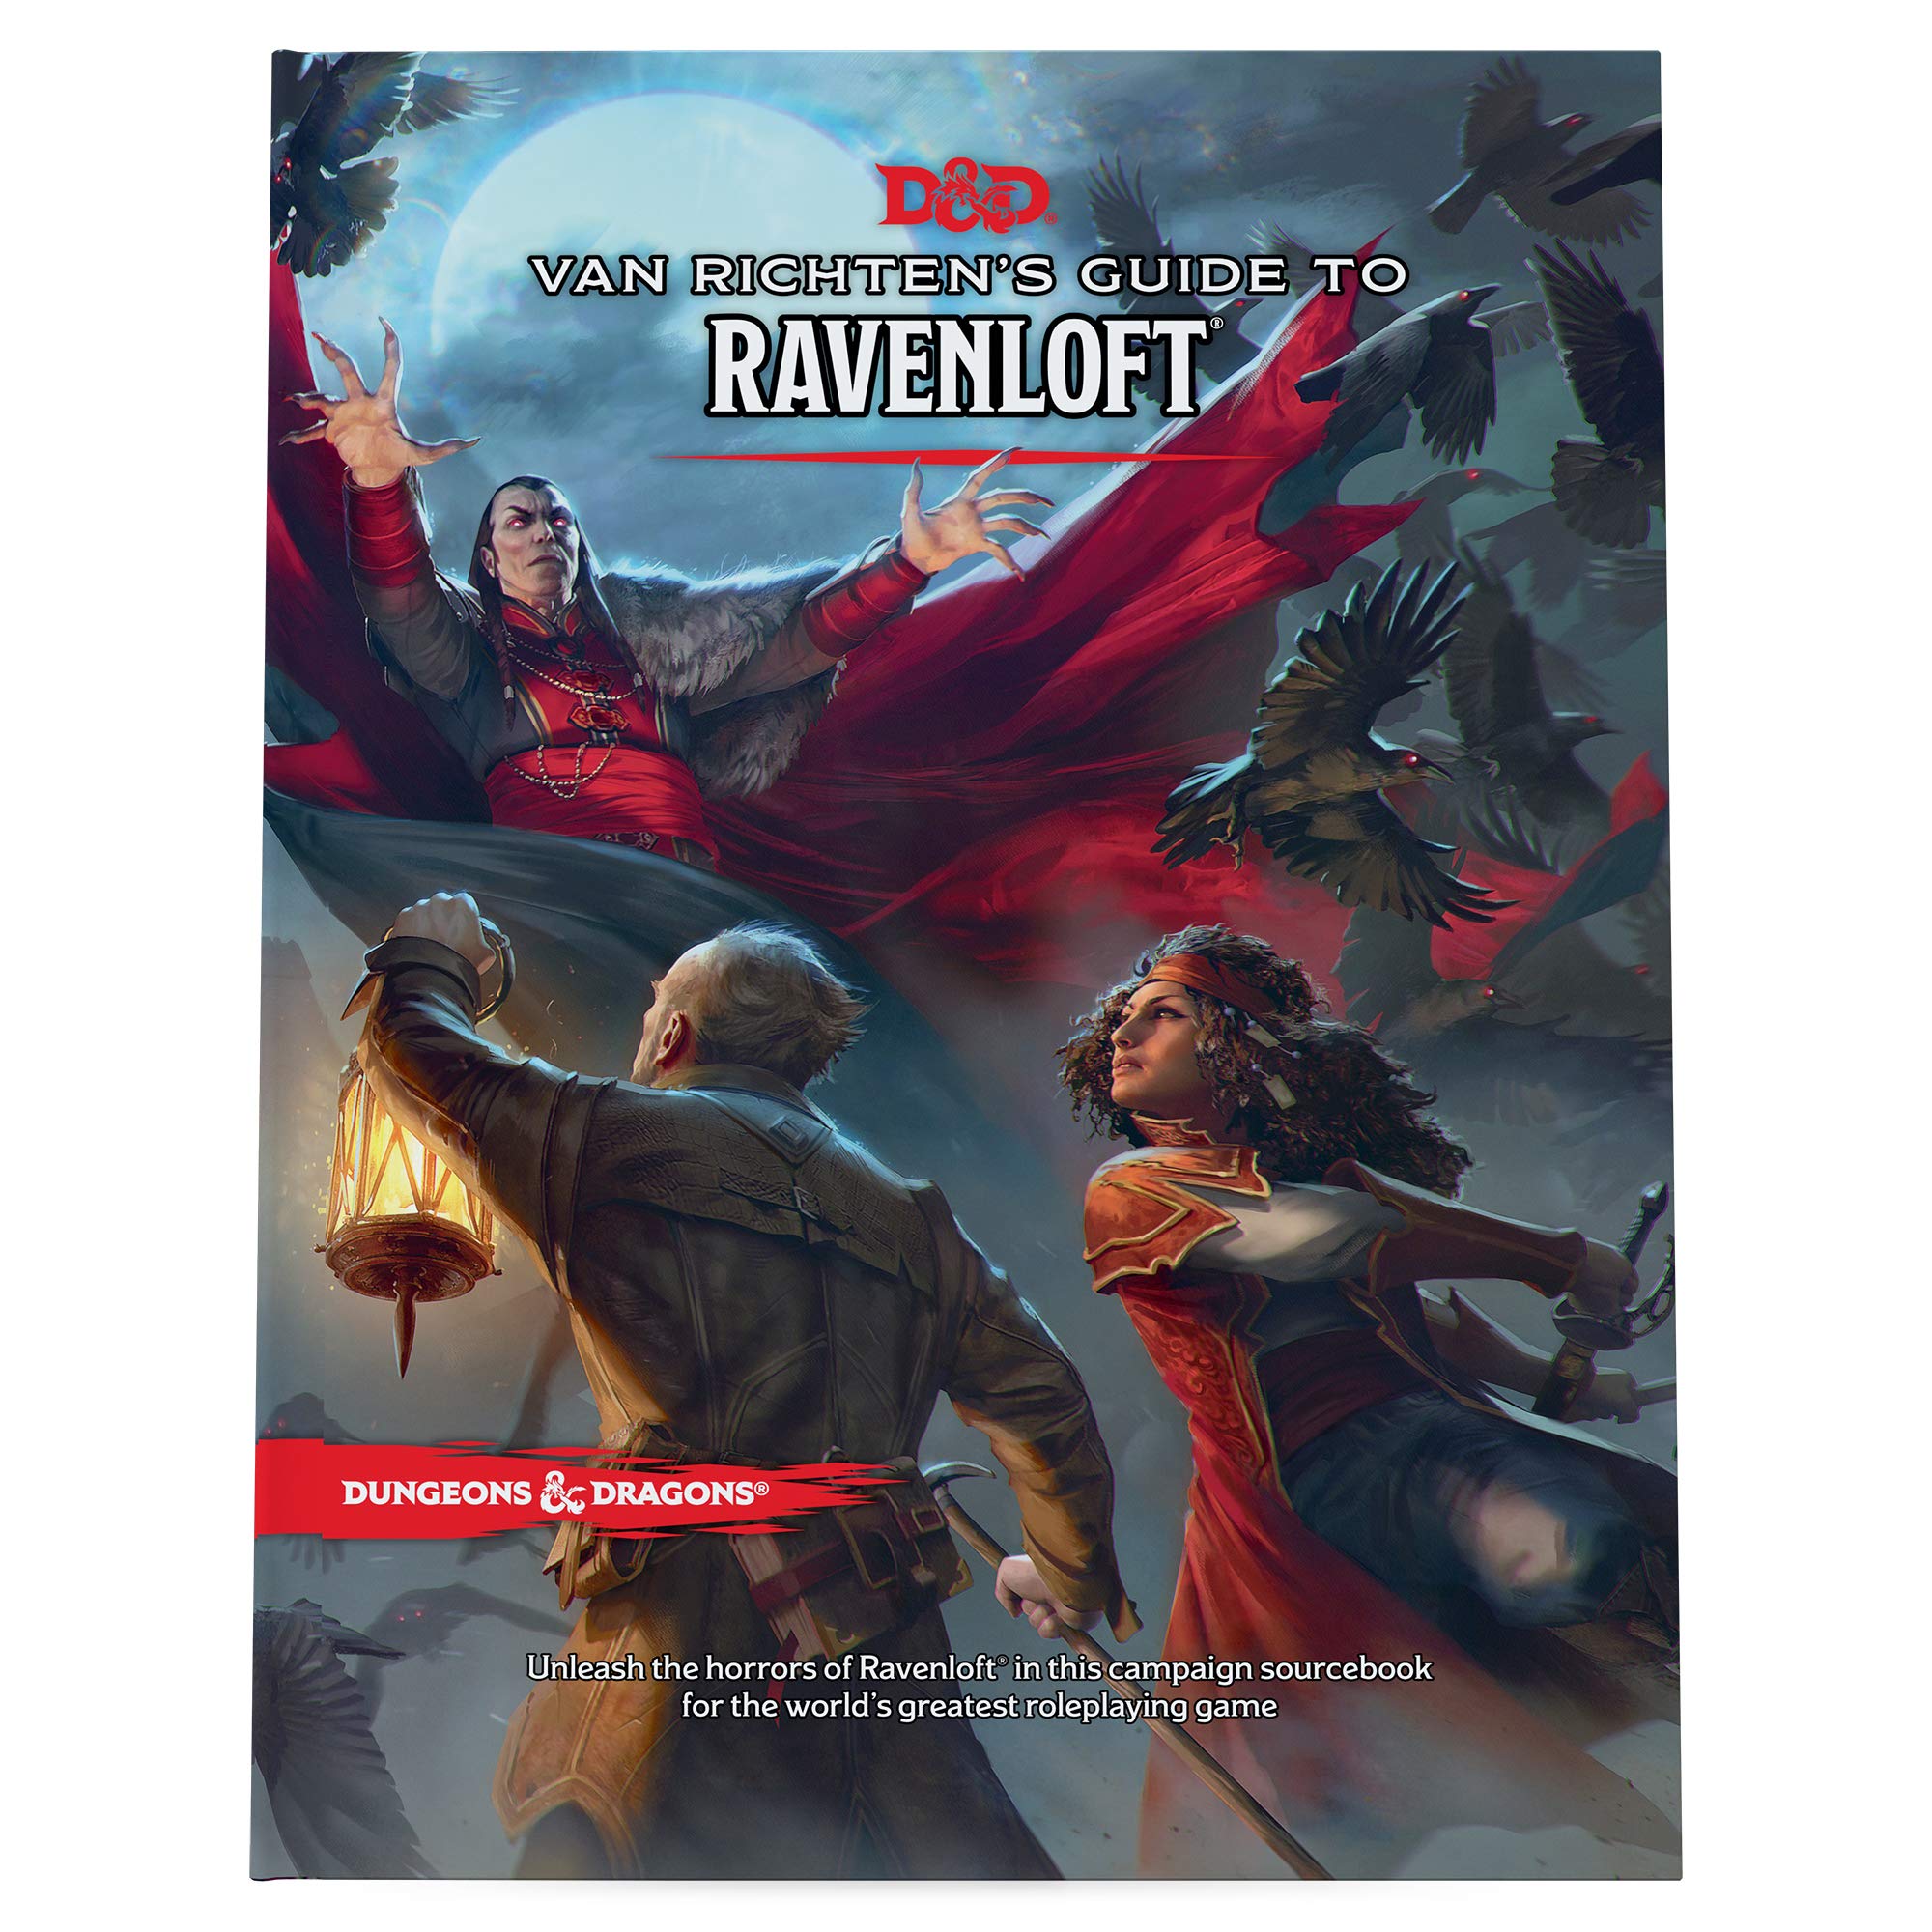 D&D®
VAN RICHTEN'S GUIDE TO
RAVENLOFT®
DUNGEONS & DRAGONS®
Unleash the horrors of Ravenloft® in this campaign sourcebook
for the world's greatest roleplaying game